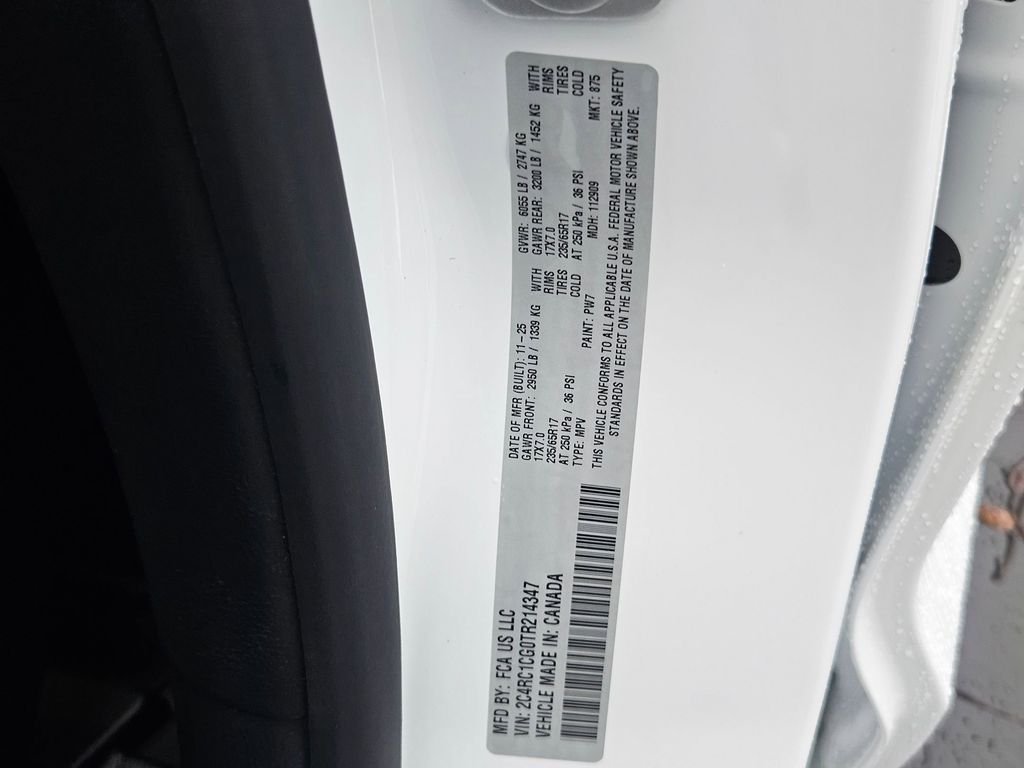 MFD BY: FCA US LLC
VIN: 2C4RC1CG0TR214347
VEHICLE MADE IN: CANADA
DATE OF MFR (BUILT): 11-25 GVWR: 6055 LB / 2747 KG
GAWR FRONT: 2950 LB / 1339 KG WITH GAWR REAR: 3200 LB / 1452 KG WITH
17X7.0 RIMS 17X7.0 RIMS
235/65R17 TIRES 235/65R17 TIRES
AT 250 kPa / 36 PSI COLD AT 250 kPa / 36 PSI COLD
TYPE: MPV PAINT: PW7 MDH: 112909 MKT: 875
THIS VEHICLE CONFORMS TO ALL APPLICABLE U.S.A. FEDERAL MOTOR VEHICLE SAFETY
STANDARDS IN EFFECT ON THE DATE OF MANUFACTURE SHOWN ABOVE.